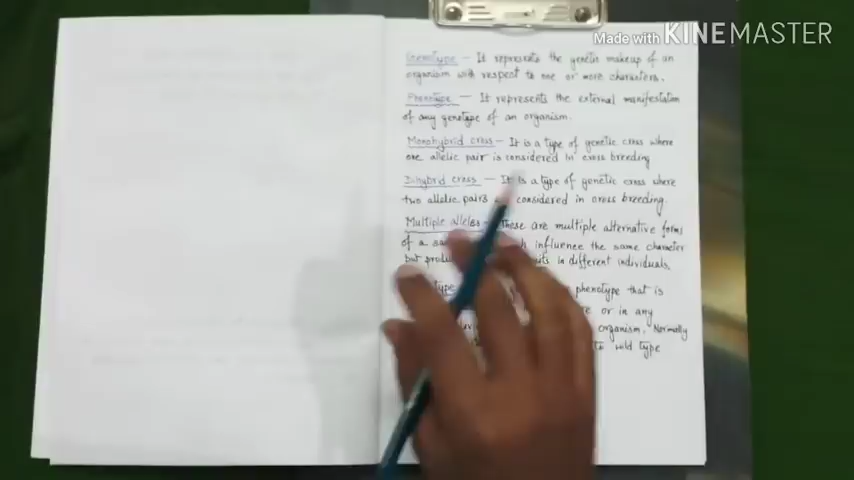 Made with KINEMASTER
Genotype - It represents the genetic makeup of an
organism with respect to one or more characters.
Phenotype - It represents the external manifestation
of any genotype of an organism.
Monohybrid cross - It is a type of genetic cross where
one allelic pair is considered in cross breeding
Dihybrid cross - It is a type of genetic cross where
two allelic pairs considered in cross breeding.
Multiple alleles - These are multiple alternative forms
of a influence the same character
but in different individuals
type phenotype that is
or in any
organism. Normally
wild type